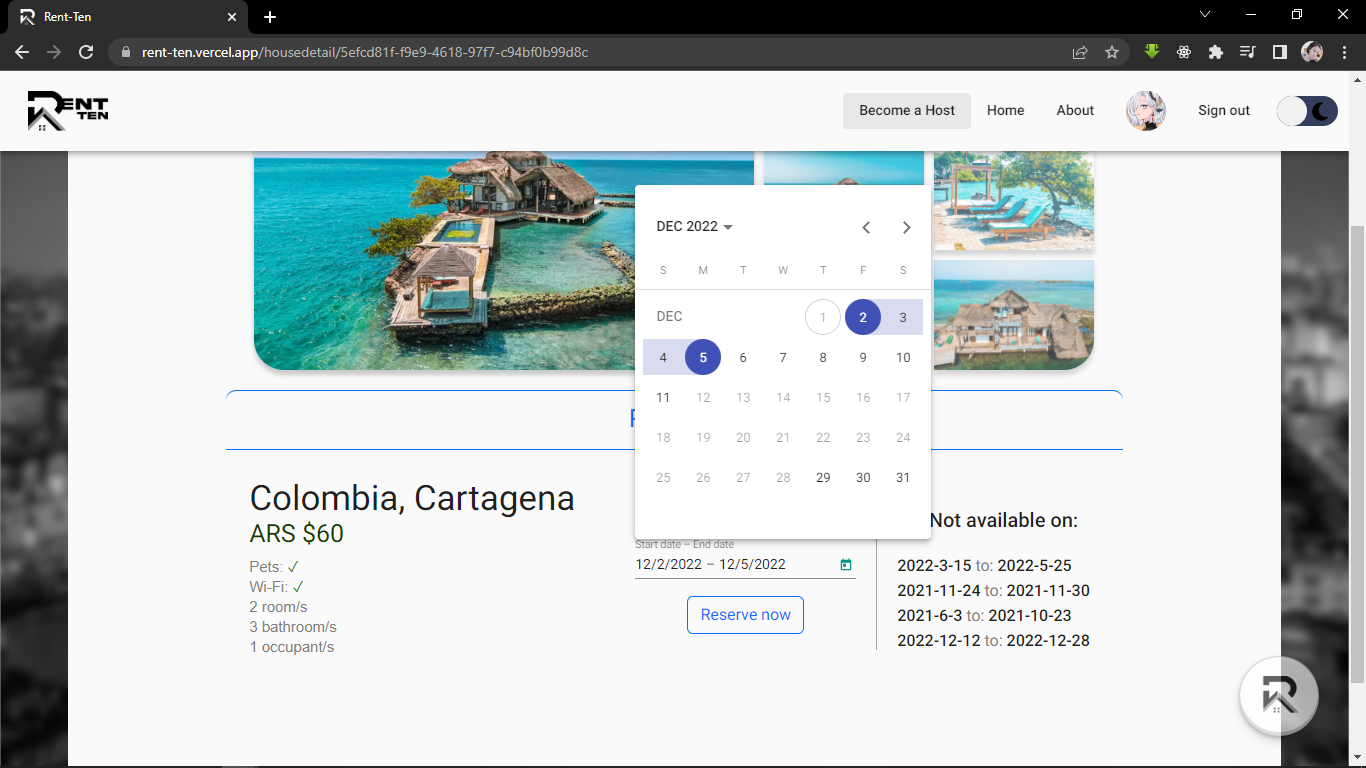 Rent-Ten
rent-ten.vercel.app/housedetail/5efcd81f-f9e9-4618-97f7-c94bf0b99d8c
RENT TEN
Become a Host
Home
About
Sign out
DEC 2022
S M T W T F S
DEC 1 2 3
4 5 6 7 8 9 10
11 12 13 14 15 16 17
18 19 20 21 22 23 24
25 26 27 28 29 30 31
Colombia, Cartagena
ARS $60
Pets: ✓
Wi-Fi: ✓
2 room/s
3 bathroom/s
1 occupant/s
Start date – End date
12/2/2022 – 12/5/2022
Reserve now
Not available on:
2022-3-15 to: 2022-5-25
2021-11-24 to: 2021-11-30
2021-6-3 to: 2021-10-23
2022-12-12 to: 2022-12-28